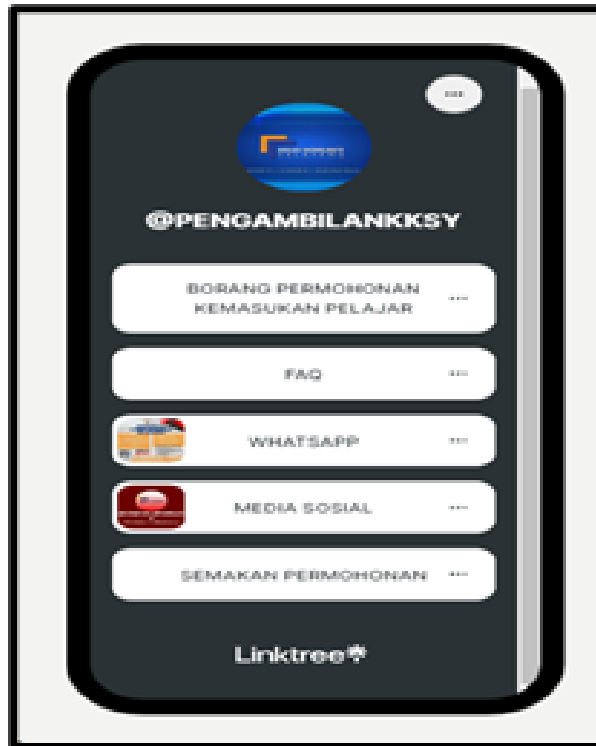 @PENGAMBILANKKSY
BORANG PERMOHONAN
KEMASUKAN PELAJAR
FAQ
WHATSAPP
MEDIA SOSIAL
SEMAKAN PERMOHONAN
Linktree